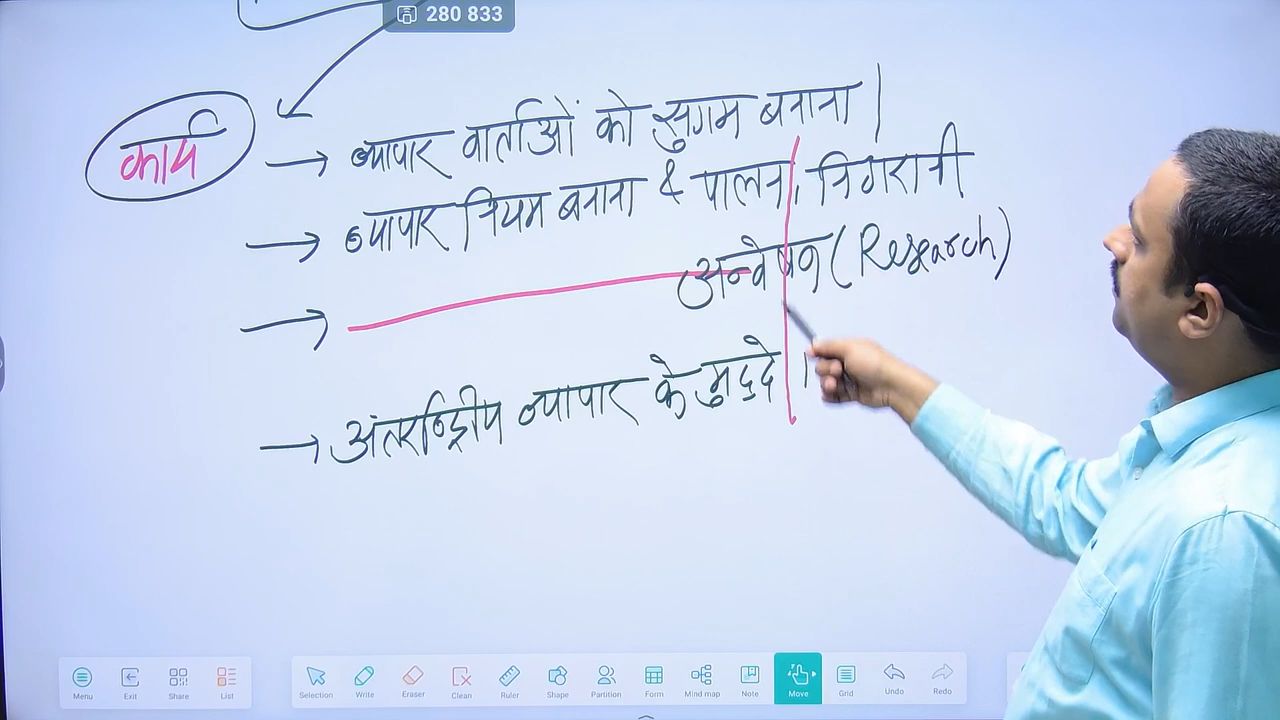 280 833
कार्य
→ व्यापार वार्ताओं को सुगम बनाना।
→ व्यापार नियम बनाना & पालन, निगरानी
→ अन्वेषण (Research)
→ अंतर्राष्ट्रीय व्यापार के मुद्दे।
Menu Exit Share List Selection Write Eraser Clean Ruler Shape Partition Form Mind map Note Move Grid Undo Redo